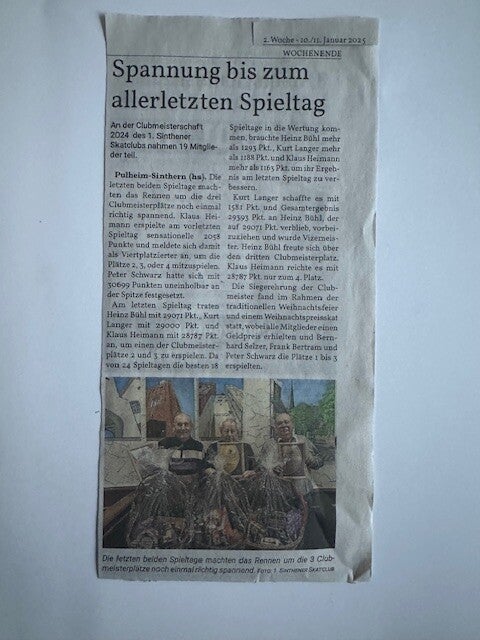 2. Woche - 10./11. Januar 2025
WOCHENENDE
Spannung bis zum
allerletzten Spieltag
An der Clubmeisterschaft
2024 des 1. Sinthener
Skatclubs nahmen 19 Mitglie-
der teil.
Pulheim-Sinthern (hs). Die
letzten beiden Spieltage mach-
ten das Rennen um die drei
Clubmeisterplätze noch einmal
richtig spannend. Klaus Hei-
mann erspielte am vorletzten
Spieltag sensationelle 2058
Punkte und meldete sich damit
als Viertplatzierter an, um die
Plätze 2, 3, oder 4 mitzuspielen.
Peter Schwarz hatte sich mit
30699 Punkten uneinholbar an
der Spitze festgesetzt.
Am letzten Spieltag traten
Heinz Bühl mit 29071 Pkt., Kurt
Langer mit 29000 Pkt. und
Klaus Heimann mit 28787 Pkt.
an, um einen der Clubmeister-
plätze 2 und 3 zu erspielen. Da
von 24 Spieltagen die besten 18
Spieltage in die Wertung kom-
men, brauchte Heinz Bühl mehr
als 1293 Pkt., Kurt Langer mehr
als 1188 Pkt. und Klaus Heimann
mehr als 1163 Pkt. um ihr Ergeb-
nis am letzten Spieltag zu ver-
bessern.
Kurt Langer schaffte es mit
1581 Pkt. und Gesamtergebnis
29393 Pkt. an Heinz Bühl, der
auf 29071 Pkt. verblieb, vorbei-
zuziehen und wurde Vizemeis-
ter. Heinz Bühl freute sich über
den dritten Clubmeisterplatz.
Klaus Heimann reichte es mit
28787 Pkt. nur zum 4. Platz.
Die Siegerehrung der Club-
meister fand im Rahmen der
traditionellen Weihnachtsfeier
und einem Weihnachtspreisskat
statt, wobei alle Mitglieder einen
Geldpreis erhielten und Bern-
hard Selzer, Frank Bertram und
Peter Schwarz die Plätze 1 bis 3
erspielten.
Die letzten beiden Spieltage machten das Rennen um die 3 Club-
meisterplätze noch einmal richtig spannend. FOTO: 1. SINTHENER SKATCLUB